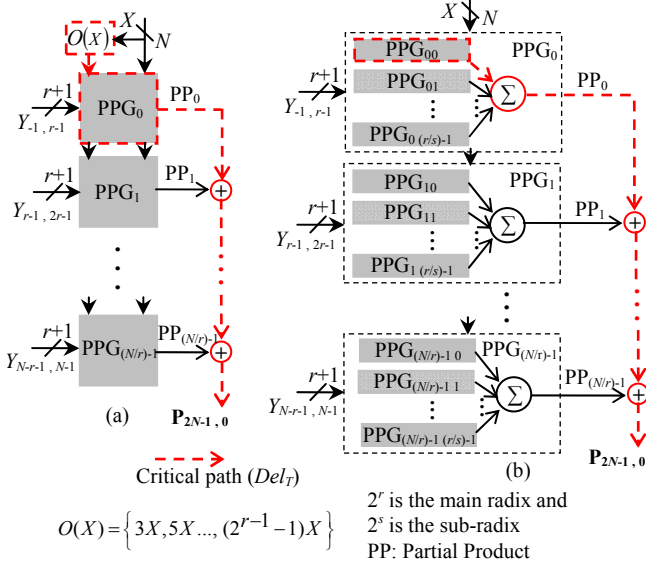 X
N
O(X)
r+1
Y-1 , r-1
PPG0
PP0
r+1
Yr-1 , 2r-1
PPG1
PP1
+
r+1
YN-r-1 , N-1
PPG(N/r)-1
PP(N/r)-1
+
(a)
P2N-1 , 0
X
N
PPG00
PPG0
PPG01
r+1
Y-1 , r-1
Σ
PP0
PPG0 (r/s)-1
PPG10
PPG1
r+1
Yr-1 , 2r-1
PPG11
Σ
PP1
+
PPG1 (r/s)-1
PPG(N/r)-1 0
PPG(N/r)-1
r+1
YN-r-1 , N-1
PPG(N/r)-1 1
Σ
PP(N/r)-1
+
PPG(N/r)-1 (r/s)-1
(b)
P2N-1 , 0
Critical path (DelT)
O(X) = {3X,5X..., (2^r-1 −1)X}
2^r is the main radix and
2^s is the sub-radix
PP: Partial Product